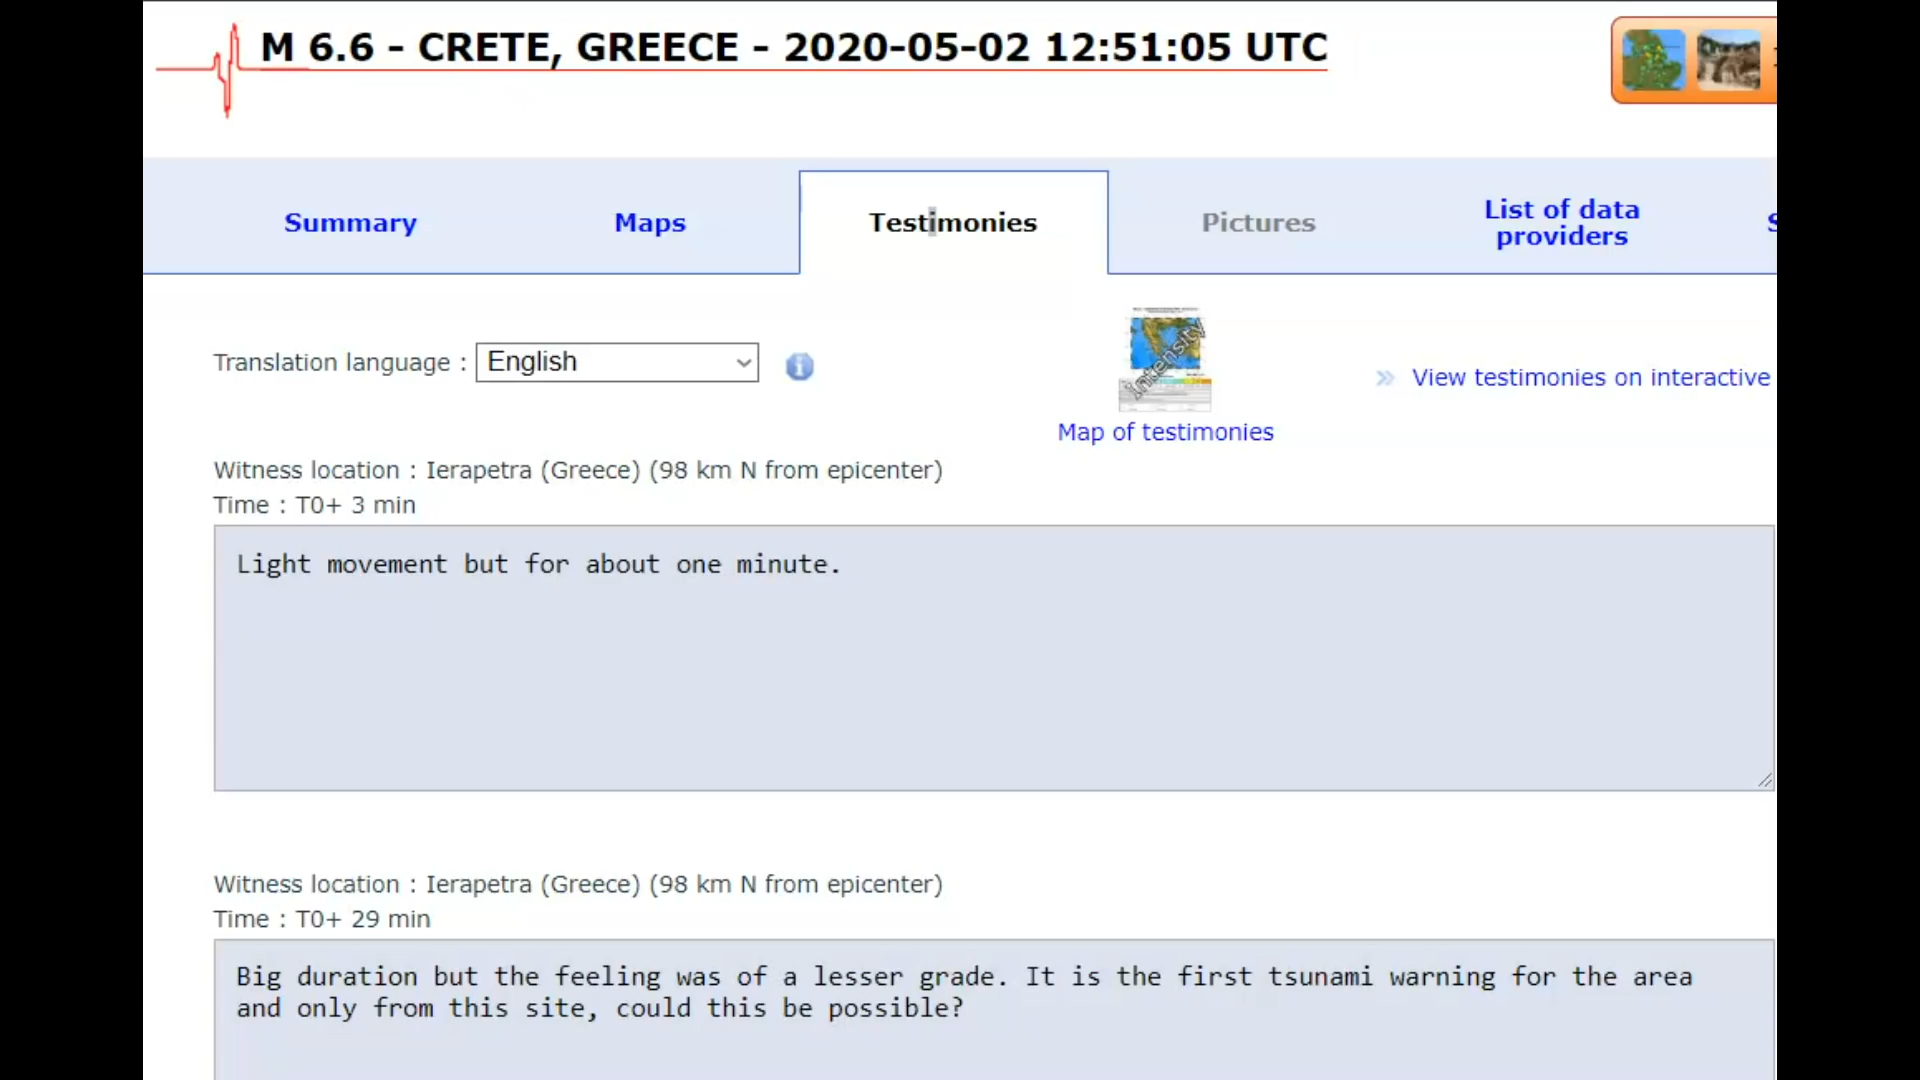 M 6.6 - CRETE, GREECE - 2020-05-02 12:51:05 UTC
Summary
Maps
Testimonies
Pictures
List of data
providers
S
Translation language : English
intensity
Map of testimonies
View testimonies on interactive
Witness location : Ierapetra (Greece) (98 km N from epicenter)
Time : T0+ 3 min
Light movement but for about one minute.
Witness location : Ierapetra (Greece) (98 km N from epicenter)
Time : T0+ 29 min
Big duration but the feeling was of a lesser grade. It is the first tsunami warning for the area
and only from this site, could this be possible?